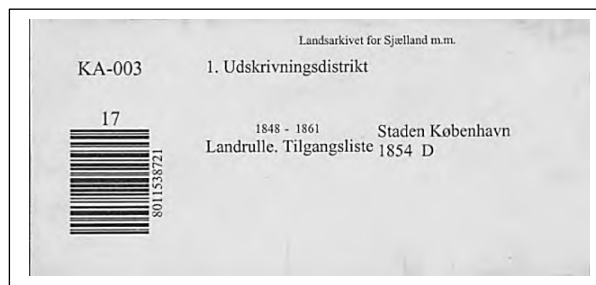 Landsarkivet for Sjælland m.m.
KA-003
1. Udskrivningsdistrikt
17
1848 - 1861
Staden København
Landrulle. Tilgangsliste
1854 D
8011538721